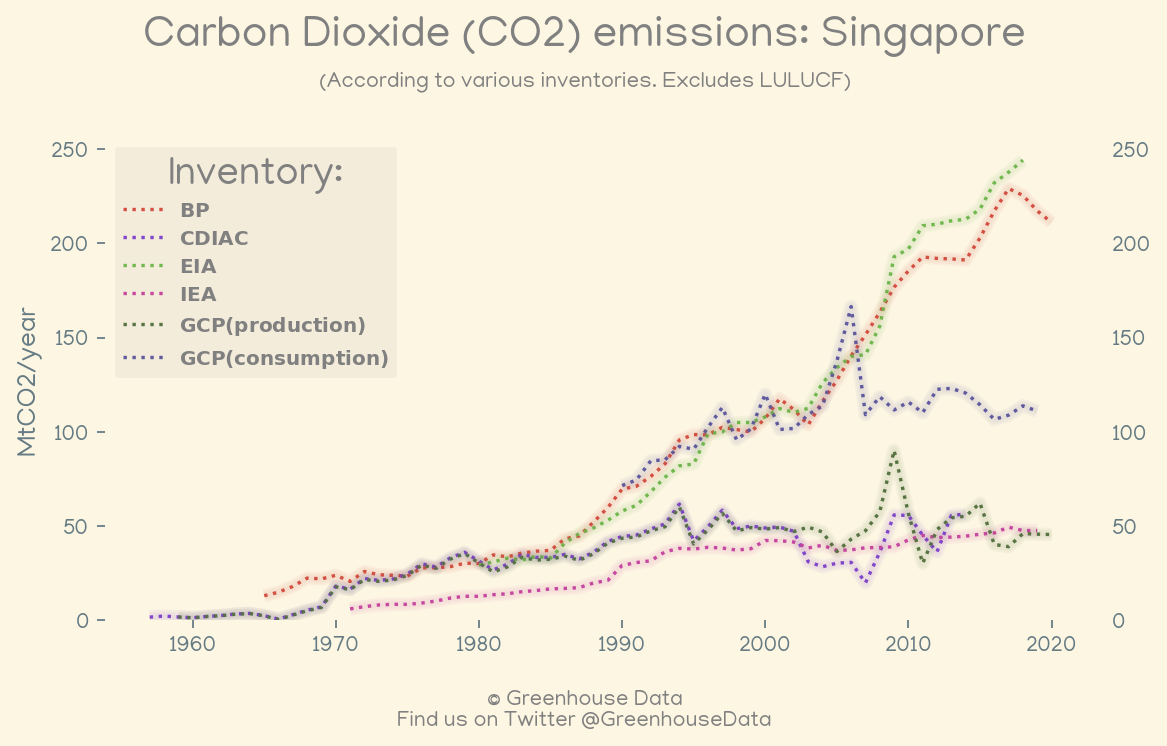 Carbon Dioxide (CO2) emissions: Singapore
(According to various inventories. Excludes LULUCF)
MtCO2/year
250
200
150
100
50
0
Inventory:
BP
CDIAC
EIA
IEA
GCP(production)
GCP(consumption)
250
200
150
100
50
0
1960 1970 1980 1990 2000 2010 2020
© Greenhouse Data
Find us on Twitter @GreenhouseData